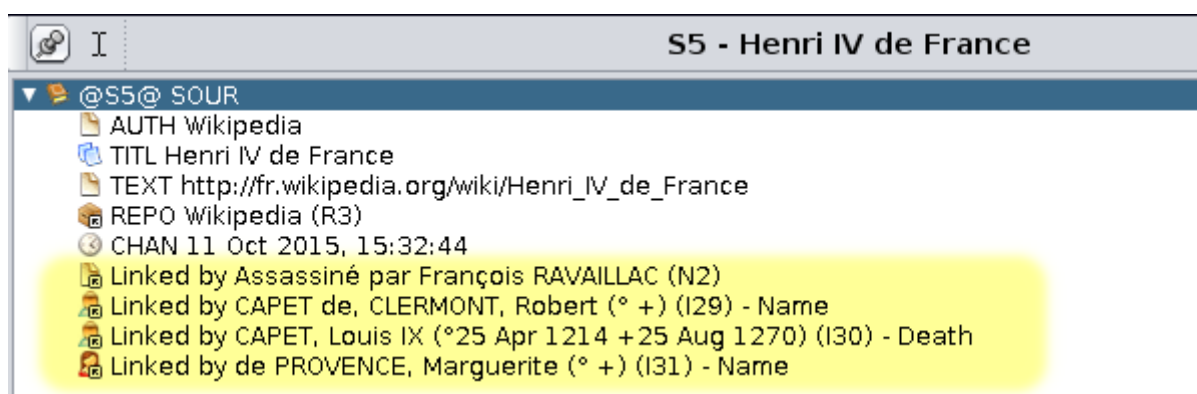 S5 - Henri IV de France
@S5@ SOUR
AUTH Wikipedia
TITL Henri IV de France
TEXT http://fr.wikipedia.org/wiki/Henri_IV_de_France
REPO Wikipedia (R3)
CHAN 11 Oct 2015, 15:32:44
Linked by Assassiné par François RAVAILLAC (N2)
Linked by CAPET de, CLERMONT, Robert (° +) (I29) - Name
Linked by CAPET, Louis IX (°25 Apr 1214 +25 Aug 1270) (I30) - Death
Linked by de PROVENCE, Marguerite (° +) (I31) - Name